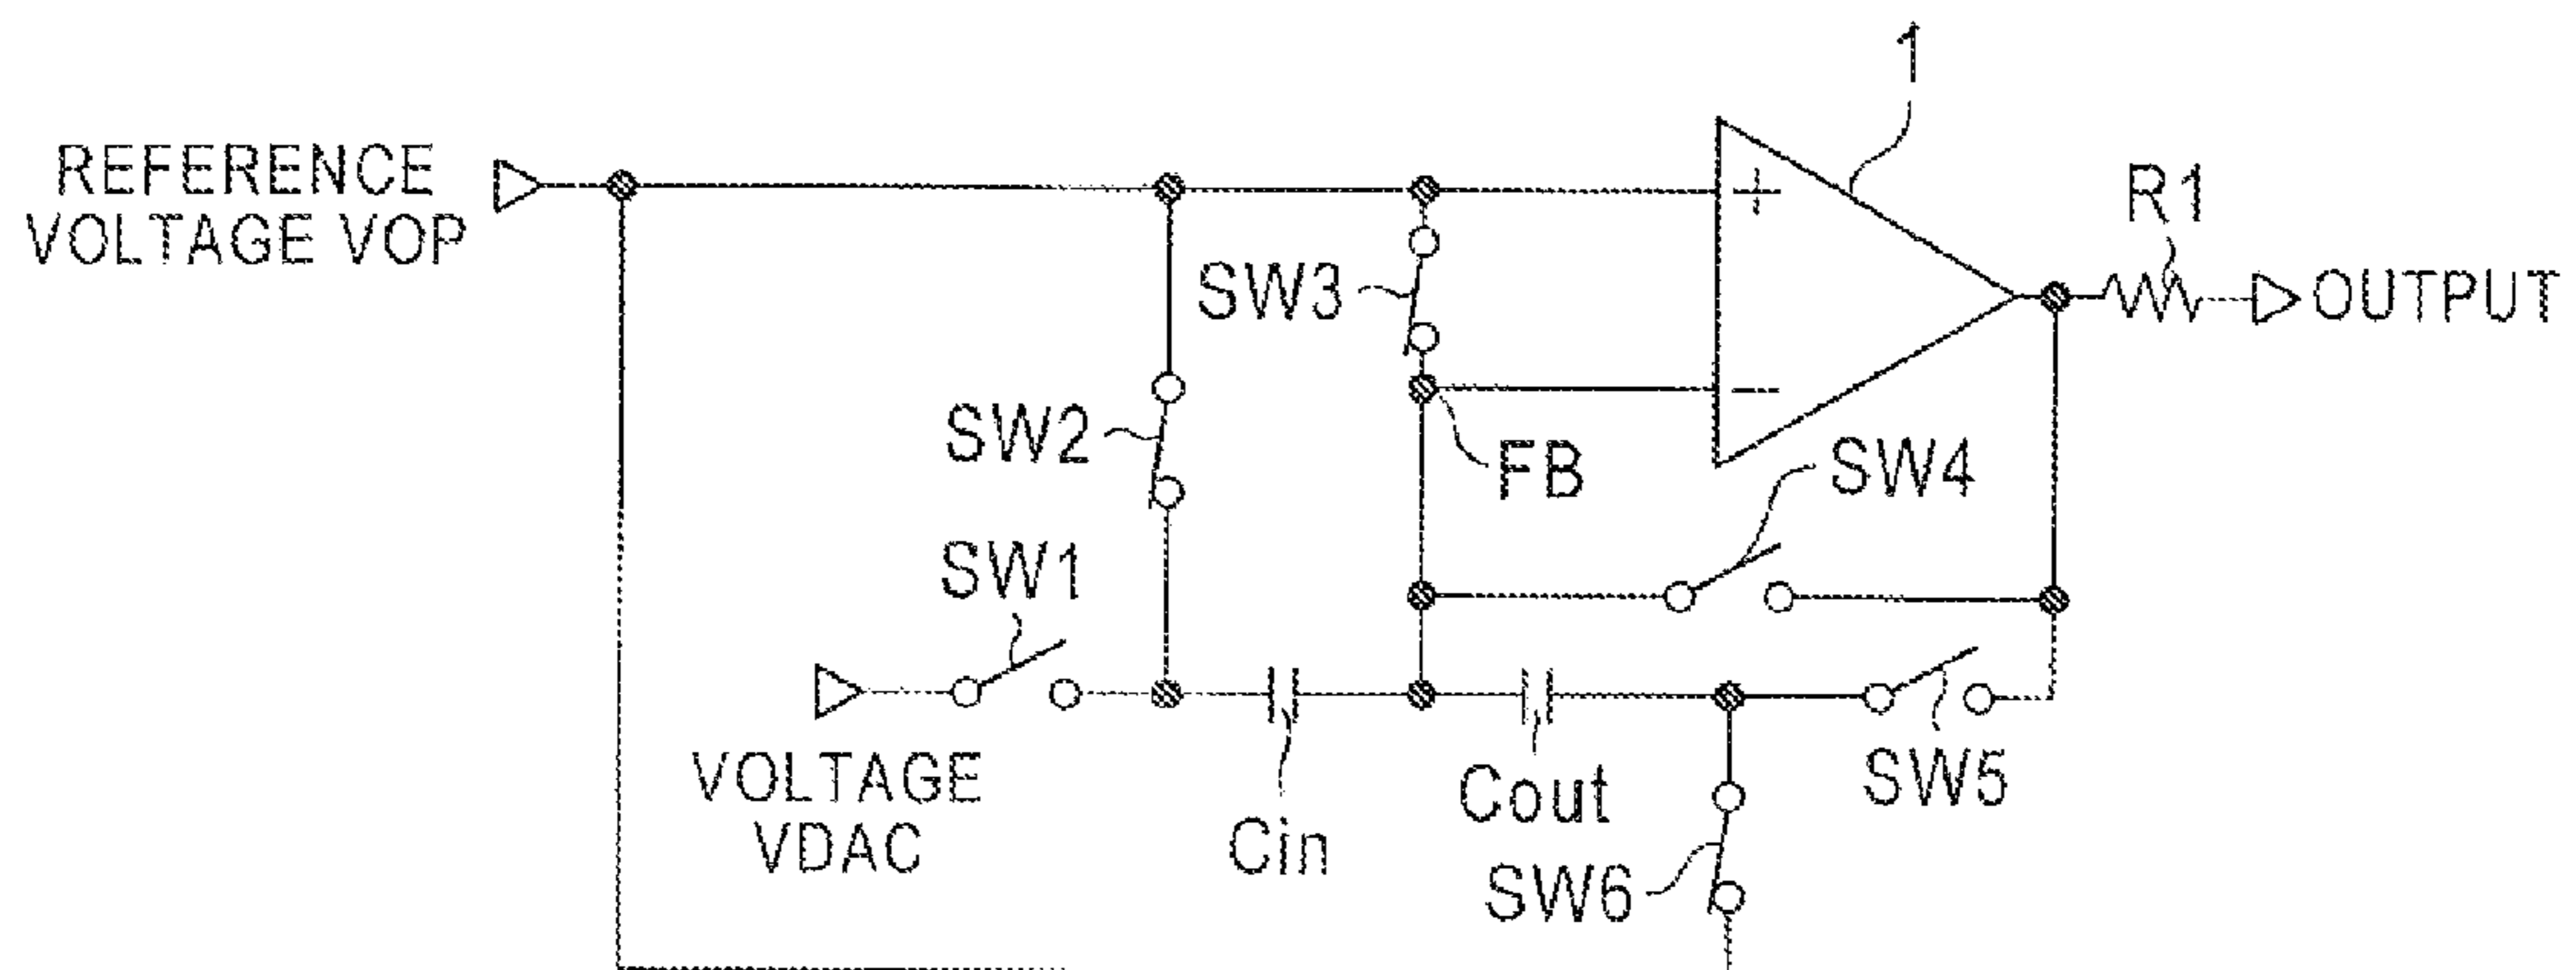 1
REFERENCE
VOLTAGE VOP
+
R1
SW3
OUTPUT
-
SW2
FB
SW4
SW1
VOLTAGE
VDAC
Cin
Cout
SW5
SW6